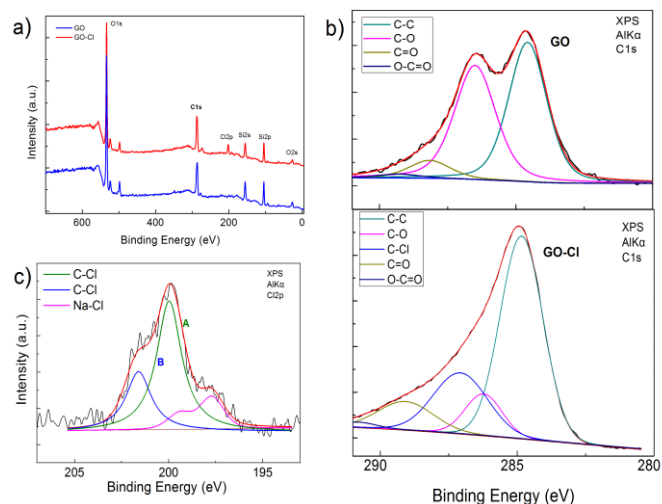 a)
GO
GO-Cl
O1s
C1s
Cl2p
Si2s
Si2p
O2s
Intensity (a.u.)
600
400
200
0
Binding Energy (eV)
b)
C-C
C-O
C=O
O-C=O
GO
XPS
AlKα
C1s
Intensity (a.u.)
C-C
C-O
C-Cl
C=O
O-C=O
GO-Cl
XPS
AlKα
C1s
290
285
280
Binding Energy (eV)
c)
C-Cl
C-Cl
Na-Cl
XPS
AlKα
Cl2p
A
B
Intensity (a.u.)
205
200
195
Binding Energy (eV)